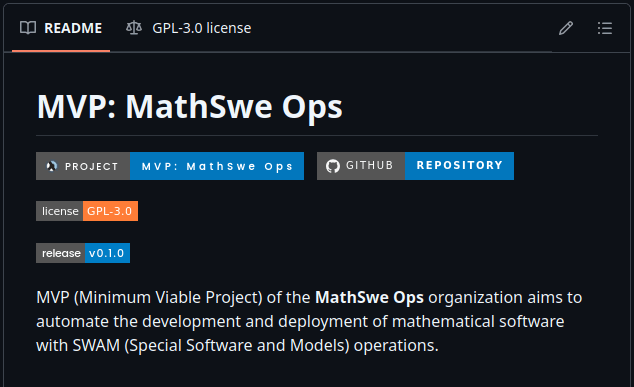 README GPL-3.0 license
MVP: MathSwe Ops
PROJECT MVP: MathSwe Ops GITHUB REPOSITORY
license GPL-3.0
release v0.1.0
MVP (Minimum Viable Project) of the MathSwe Ops organization aims to
automate the development and deployment of mathematical software
with SWAM (Special Software and Models) operations.